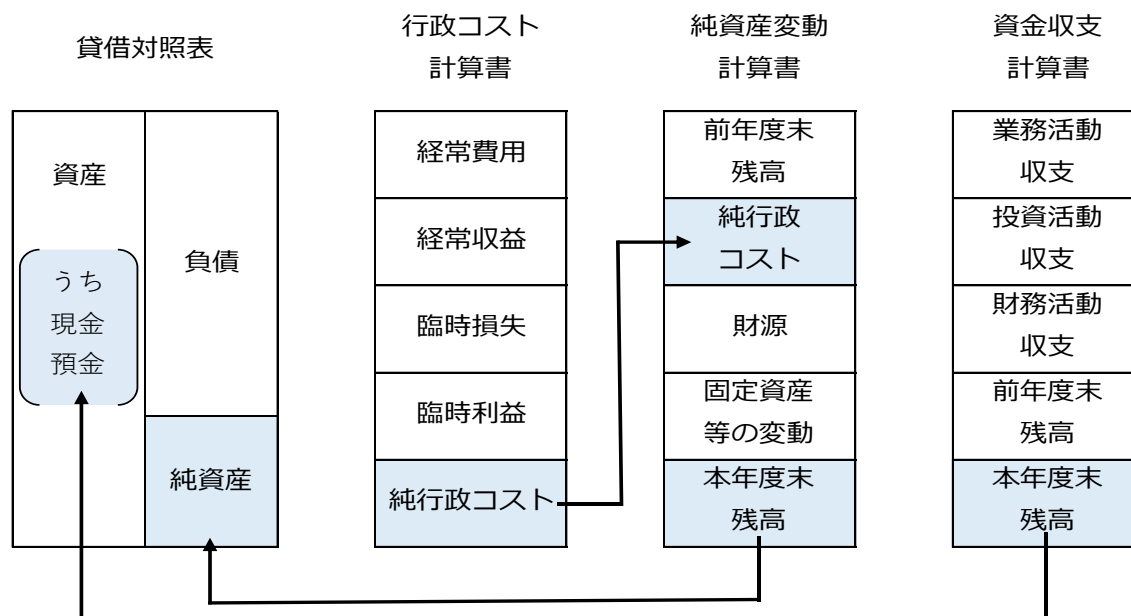 貸借対照表
資産
うち
現金
預金
負債
純資産
行政コスト
計算書
経常費用
経常収益
臨時損失
臨時利益
純行政コスト
純資産変動
計算書
前年度末
残高
純行政
コスト
財源
固定資産
等の変動
本年度末
残高
資金収支
計算書
業務活動
収支
投資活動
収支
財務活動
収支
前年度末
残高
本年度末
残高